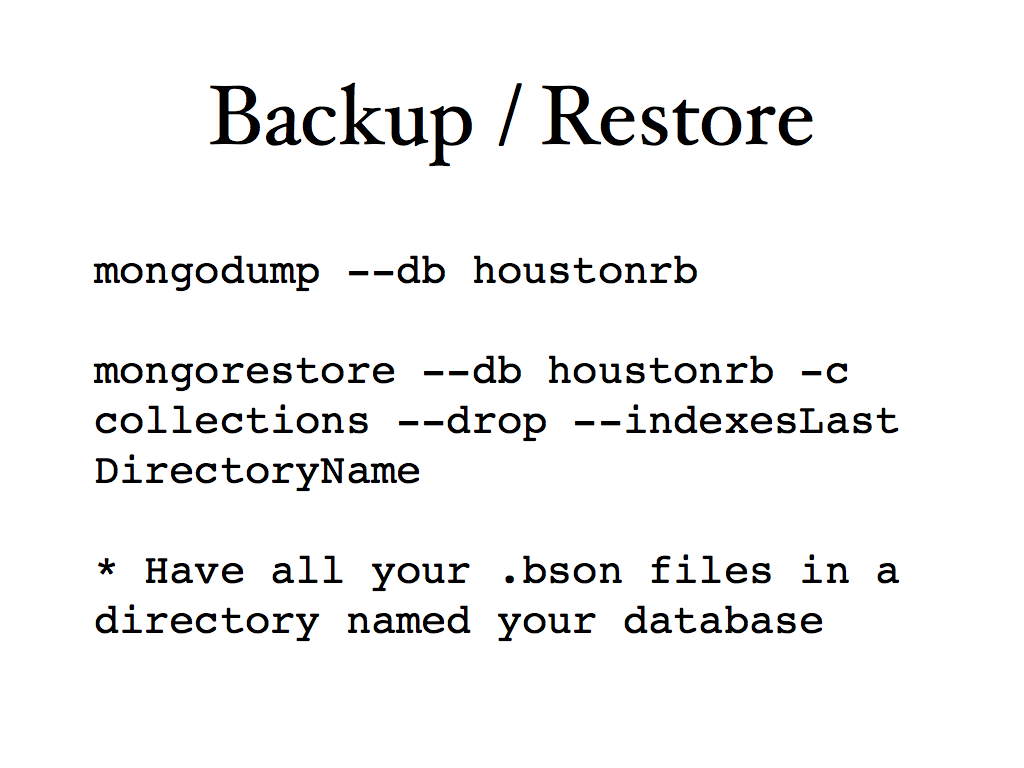 Backup / Restore
mongodump --db houstonrb
mongorestore --db houstonrb -c
collections --drop --indexesLast
DirectoryName
* Have all your .bson files in a
directory named your database